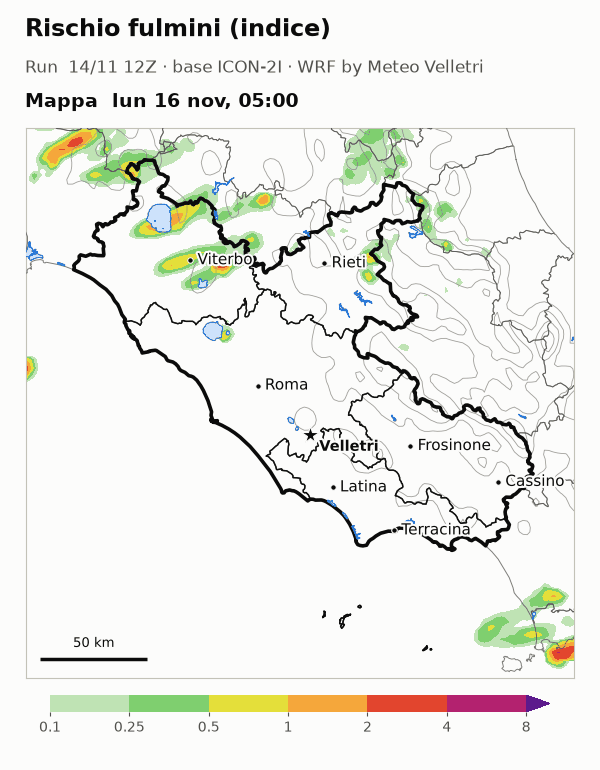 Rischio fulmini (indice)
Run  14/11 12Z · base ICON-2I · WRF by Meteo Velletri
Mappa  lun 16 nov, 05:00
Viterbo
Rieti
Roma
Velletri
Frosinone
Latina
Cassino
Terracina
50 km
0.1 0.25 0.5 1 2 4 8